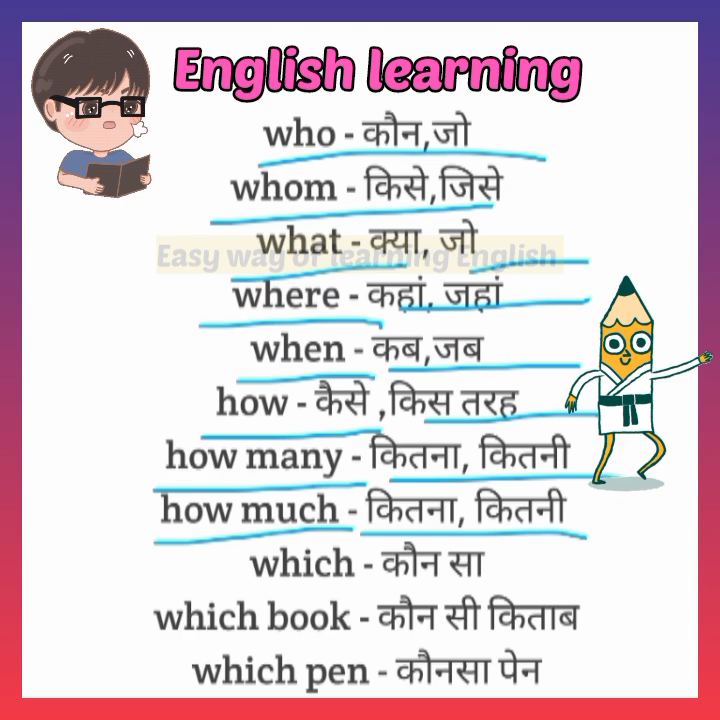 English learning
who - कौन,जो
whom - किसे,जिसे
what - क्या, जो
Easy way of learning English
where - कहां, जहां
when - कब,जब
how - कैसे ,किस तरह
how many - कितना, कितनी
how much - कितना, कितनी
which - कौन सा
which book - कौन सी किताब
which pen - कौनसा पेन